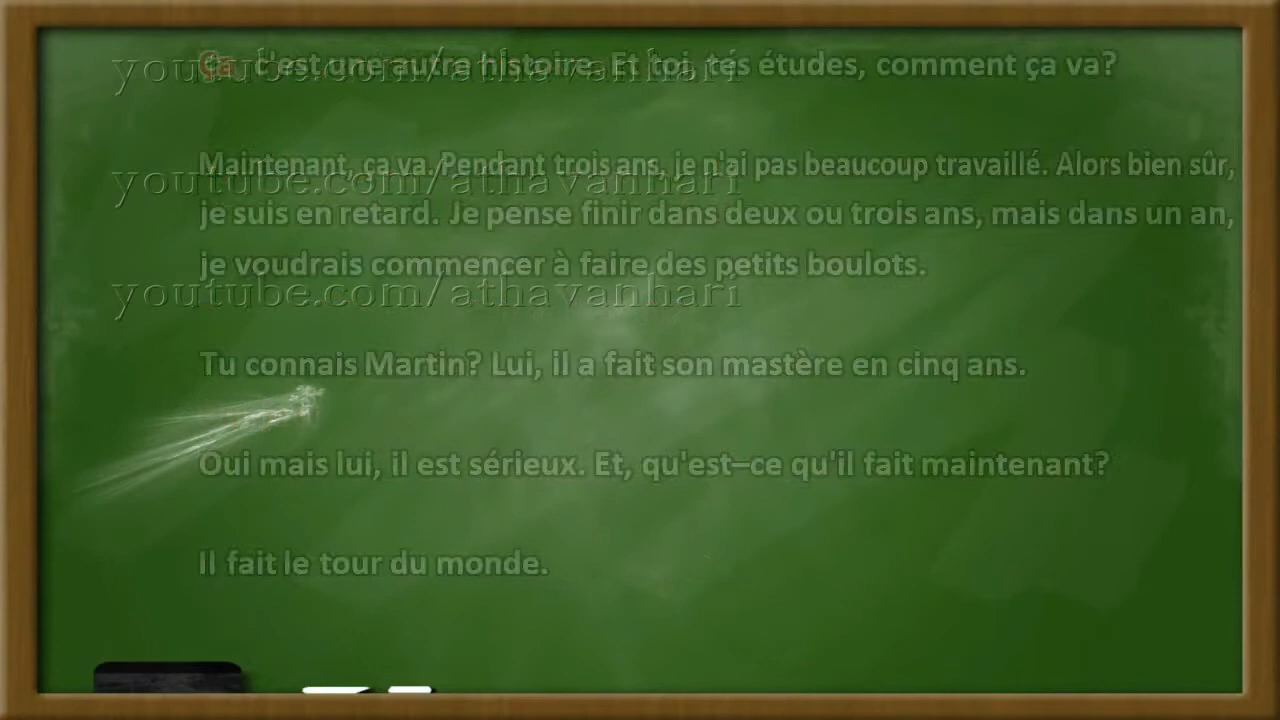 Ça c'est une autre histoire. Et toi, tes études, comment ça va?
youtube.com/athavanhari
Maintenant, ça va. Pendant trois ans, je n'ai pas beaucoup travaillé. Alors bien sûr,
youtube.com/athavanhari
je suis en retard. Je pense finir dans deux ou trois ans, mais dans un an,
je voudrais commencer à faire des petits boulots.
youtube.com/athavanhari
Tu connais Martin? Lui, il a fait son mastère en cinq ans.
Oui mais lui, il est sérieux. Et, qu'est–ce qu'il fait maintenant?
Il fait le tour du monde.